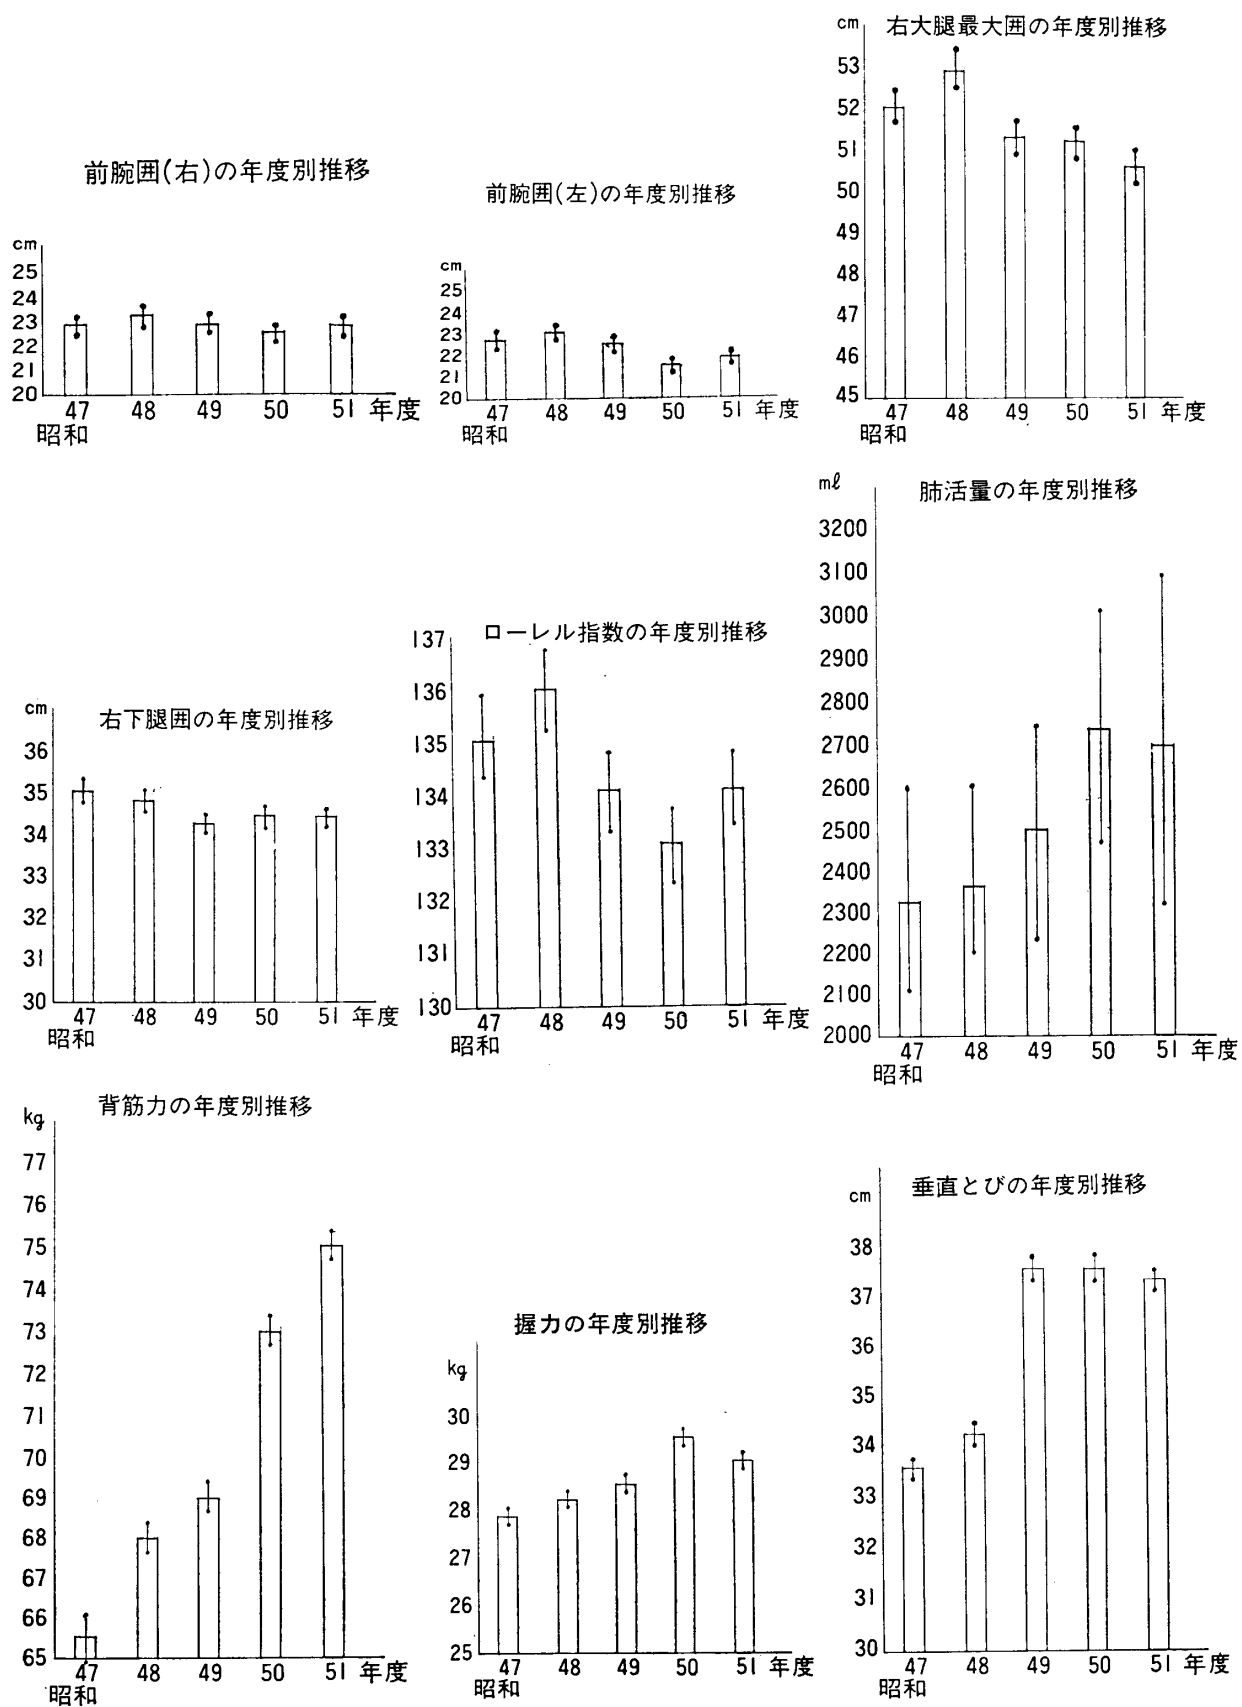 前腕囲(右)の年度別推移
cm
25
24
23
22
21
20
47 48 49 50 51 年度
昭和
前腕囲(左)の年度別推移
cm
25
24
23
22
21
20
47 48 49 50 51 年度
昭和
右大腿最大囲の年度別推移
cm
53
52
51
50
49
48
47
46
45
47 48 49 50 51 年度
昭和
右下腿囲の年度別推移
cm
36
35
34
33
32
31
30
47 48 49 50 51 年度
昭和
ローレル指数の年度別推移
137
136
135
134
133
132
131
130
47 48 49 50 51 年度
昭和
肺活量の年度別推移
mℓ
3200
3100
3000
2900
2800
2700
2600
2500
2400
2300
2200
2100
2000
47 48 49 50 51 年度
昭和
背筋力の年度別推移
kg
77
76
75
74
73
72
71
70
69
68
67
66
65
47 48 49 50 51 年度
昭和
握力の年度別推移
kg
30
29
28
27
26
25
47 48 49 50 51 年度
昭和
垂直とびの年度別推移
cm
38
37
36
35
34
33
32
31
30
47 48 49 50 51 年度
昭和